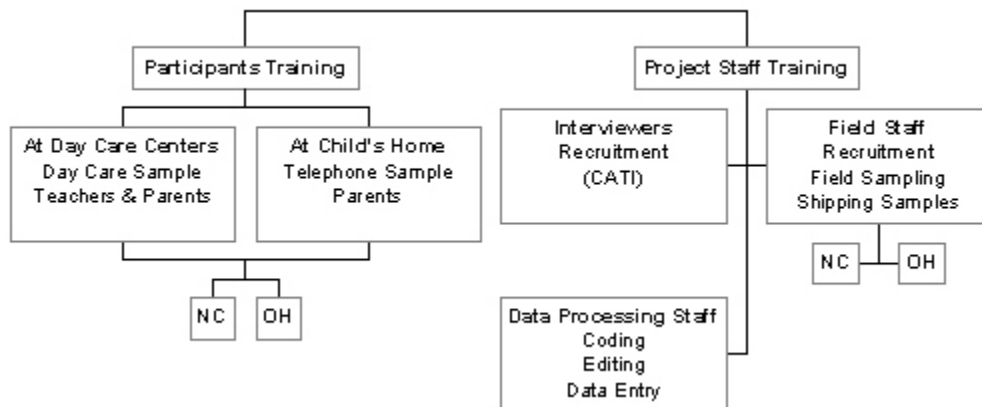 Participants Training
Project Staff Training
At Day Care Centers
Day Care Sample
Teachers & Parents
At Child's Home
Telephone Sample
Parents
Interviewers
Recruitment
(CATI)
Field Staff
Recruitment
Field Sampling
Shipping Samples
NC
OH
NC
OH
Data Processing Staff
Coding
Editing
Data Entry